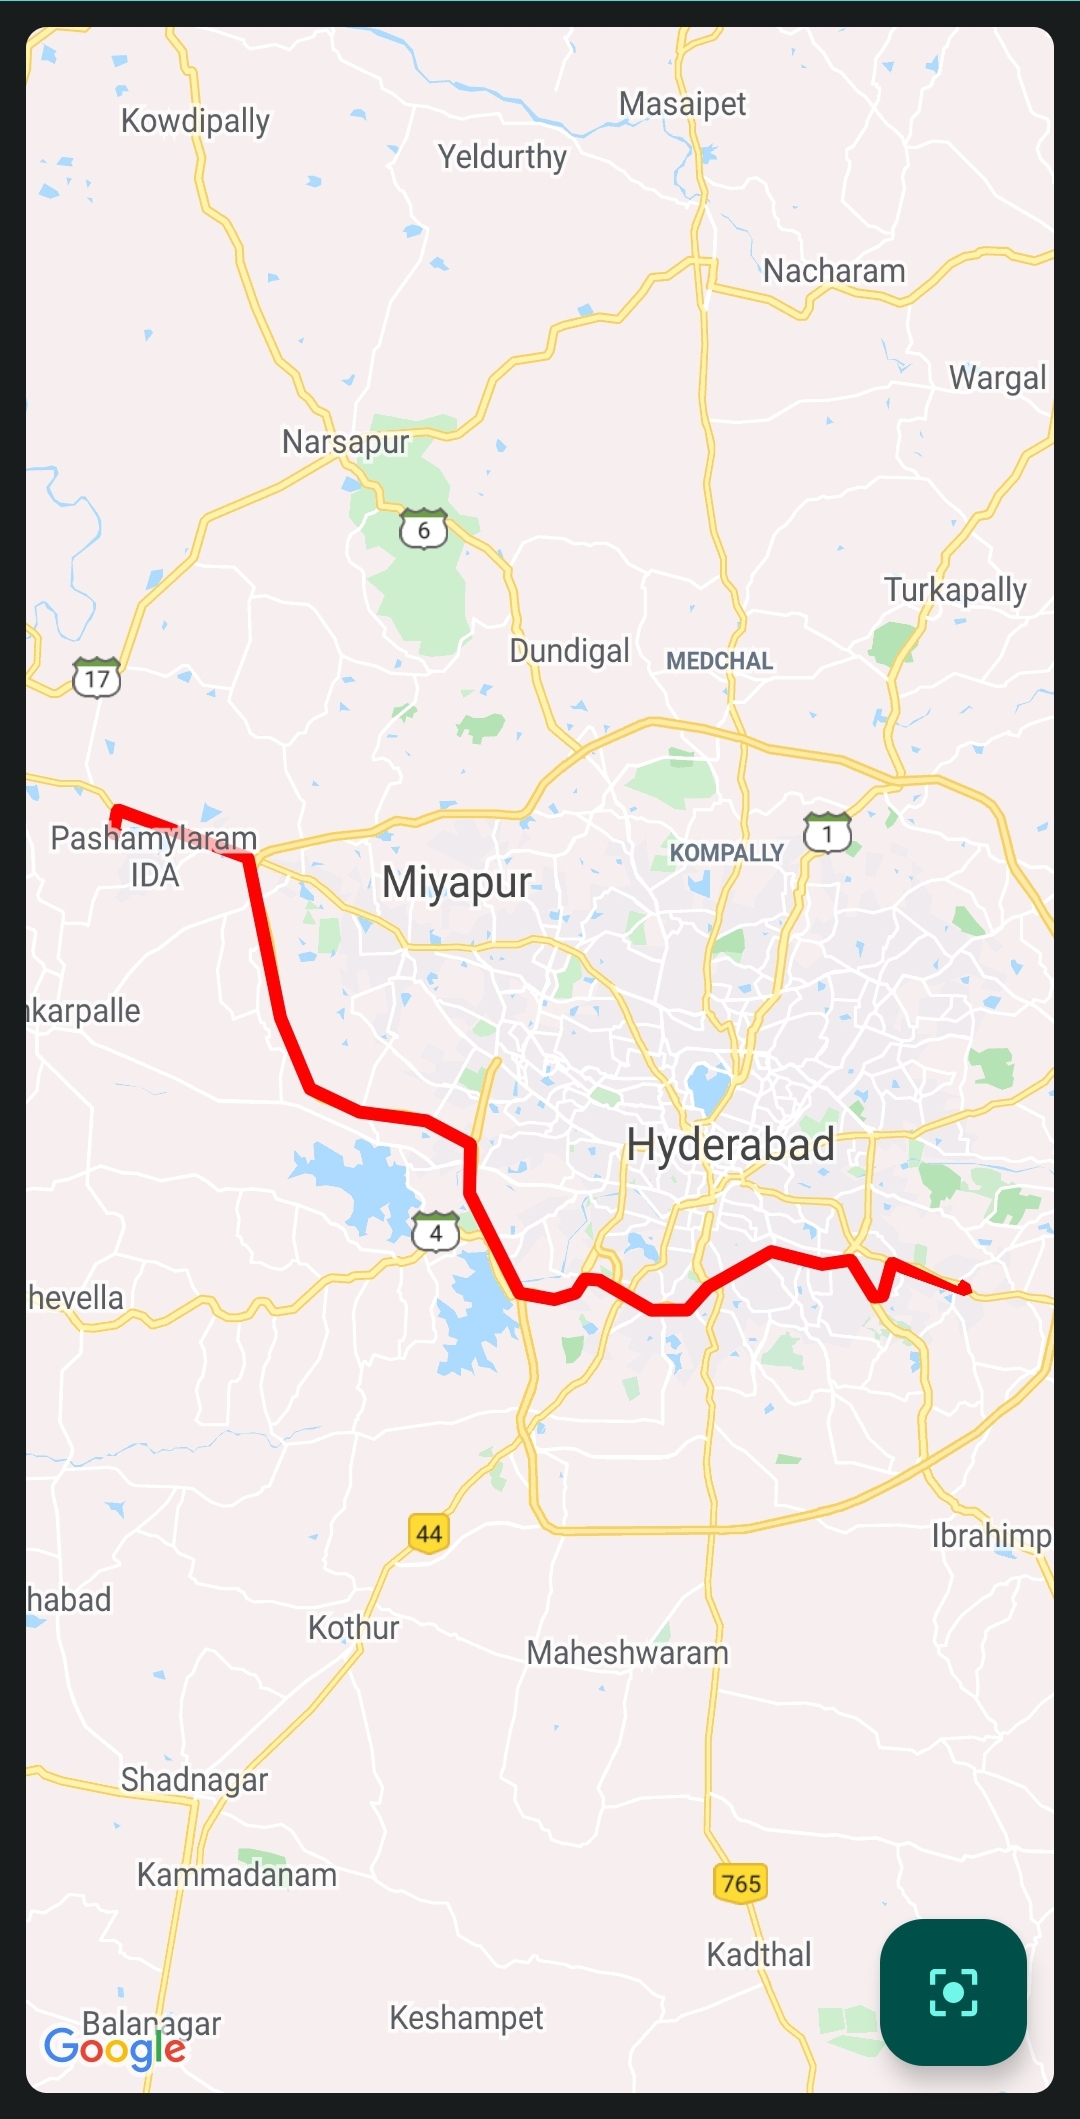 Masaipet
Kowdipally
Yeldurthy
Nacharam
Wargal
Narsapur
6
Turkapally
Dundigal
MEDCHAL
17
Pashamylaram
IDA
1
KOMPALLY
Miyapur
nkarpalle
Hyderabad
4
hevella
44
Ibrahimp
habad
Kothur
Maheshwaram
Shadnagar
Kammadanam
765
Kadthal
Keshampet
Balanagar
Google